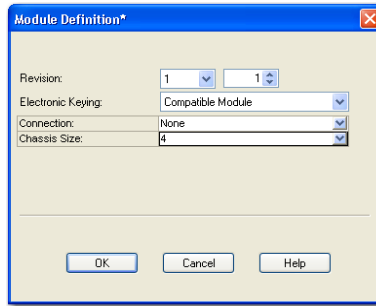 Module Definition*
Revision: 1 1
Electronic Keying: Compatible Module
Connection: None
Chassis Size: 4
OK Cancel Help